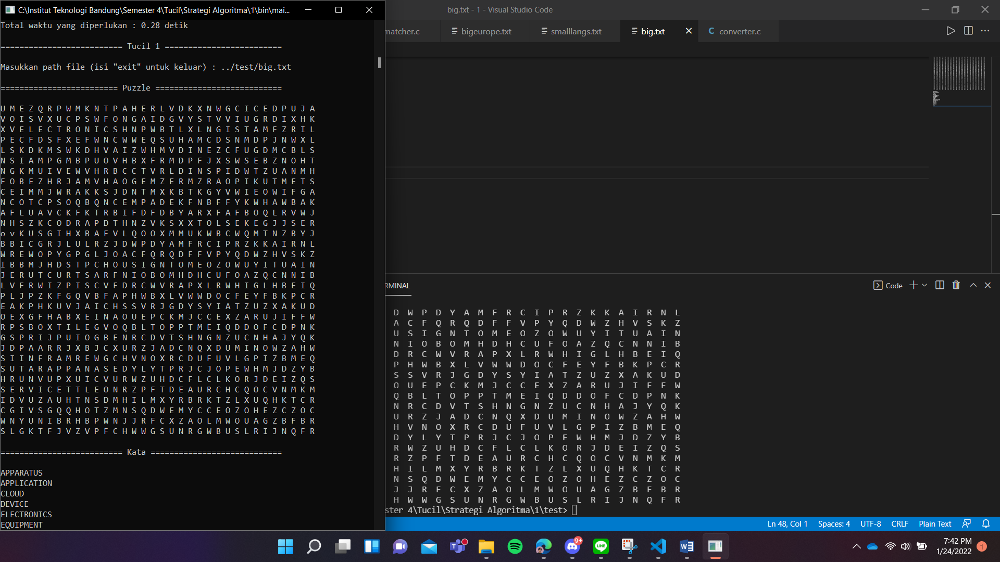 C:\Institut Teknologi Bandung\Semester 4\Tucil\Strategi Algoritma\1\bin\mai...
big.txt - 1 - Visual Studio Code
Total waktu yang diperlukan : 0.28 detik
========================== Tucil 1 =========================
Masukkan path file (isi "exit" untuk keluar) : ../test/big.txt
========================= Puzzle ===========================
U M E Z Q R P W M K N T P A H E R L V D K X N W G C I C E D P U J A
V O I S V X U C P S W F O N G A I D G V Y S T V V I U G R D I X H K
X V E L E C T R O N I C S H N P W B T L X L N G I S T A M F Z R I L
P E C F D S F X E F W N C W W E Q S U H A M C D S N M D P J N W X L
L S K D K M S W K D H V A I Z W H M V D I N E Z C F U G D M C B L S
N S I A M P G M B P U O V H B X F R M D P F J X S W S E B Z N O H T
N G K M U I V E W V H R B C C T V R L D I N S P I D W T Z U A N M H
F O B E Z H R J A M V H A O G E M Z E R M Z R A O P I K U T M E T S
C E I M M J W R A K K S J D N T M X K B T K G Y V W I E O W I F G A
N C O T C P S O Q B Q N C E M P A D E K F N B F F Y K W H A W B A K
A F L U A V C K F K T R B I F D F D B Y A R X F A F B O Q L R V W J
N H S Z K C O D R A P D T H N Z V K S X X T O L S E K E G J J S E R
o v K U S G I H X B A F V L Q O O X M M U K W B C W Q M T N Z B Y J
B B I C G R J L U L R Z J D W P D Y A M F R C I P R Z K K A I R N L
W R E W O P Y G P G L J O A C F Q R Q D F F V P Y Q D W Z H V S K Z
I B B M J H D S T P C H O U S I G N T O M E O Z O W U Y I T U A I N
J E R U T C U R T S A R F N I O B O M H D H C U F O A Z Q C N N I B
L V F R W I Z P I S C V F D R C W V R A P X L R W H I G L H B E I Q
P L J P Z K F G Q V B F A P H W B X L V W W D O C F E Y F B K P C R
E A K P H K U V J A I C H S S V R J G D Y S Y I A T Z U Z X A K U D
O E X G F H A B X E I N A O U E P C K M J C C E X Z A R U J I F F W
R P S B O X T I L E G V O Q B L T O P P T M E I Q D D O F C D P N K
G S P R I J P U I O G B E N R C D V T S H N G N Z U C N H A J Y Q K
J D P A A R R J X B J C X U R Z J A D C N Q X D U M I N O W Z A H W
S I I N F R A M R E W G C H V N O X R C D U F U V L G P I Z B M E Q
S U T A R A P P A N A S E D Y L Y T P R J C J O P E W H M J D Z Y B
H R U N V U P X U I C V U R W Z U H D C F L C L K O R J D E I Z Q S
S E R V I C E T T L E O N R Z P F T D E A U R C H C Q O C V N M K M
I D V U Z A U H T N S D M H I L M X Y R B R K T Z L X U Q H K T C R
C G I V S G Q Q H O T Z M N S Q D W E M Y C C E O Z O H E Z C Z O C
W N Y U N I B R H B P W N J J R F C X Z A O L M W O U A G Z B F B R
S L G K T F J V Z V P F C H W W G S U N R G W B U S L R I J N Q F R
========================== Kata ============================
APPARATUS
APPLICATION
CLOUD
DEVICE
ELECTRONICS
EQUIPMENT
matcher.c
bigeurope.txt
smalllangs.txt
big.txt
converter.c
RMINAL
Code
D W P D Y A M F R C I P R Z K K A I R N L
A C F Q R Q D F F V P Y Q D W Z H V S K Z
U S I G N T O M E O Z O W U Y I T U A I N
N I O B O M H D H C U F O A Z Q C N N I B
D R C W V R A P X L R W H I G L H B E I Q
P H W B X L V W W D O C F E Y F B K P C R
S S V R J G D Y S Y I A T Z U Z X A K U D
O U E P C K M J C C E X Z A R U J I F F W
Q B L T O P P T M E I Q D D O F C D P N K
N R C D V T S H N G N Z U C N H A J Y Q K
U R Z J A D C N Q X D U M I N O W Z A H W
H V N O X R C D U F U V L G P I Z B M E Q
D Y L Y T P R J C J O P E W H M J D Z Y B
R W Z U H D C F L C L K O R J D E I Z Q S
R Z P F T D E A U R C H C Q O C V N M K M
H I L M X Y R B R K T Z L X U Q H K T C R
N S Q D W E M Y C C E O Z O H E Z C Z O C
J J R F C X Z A O L M W O U A G Z B F B R
H W W G S U N R G W B U S L R I J N Q F R
ster 4\Tucil\Strategi Algoritma\1\test>
Ln 48, Col 1
Spaces: 4
UTF-8
CRLF
Plain Text
9+
7:42 PM
1/24/2022
1